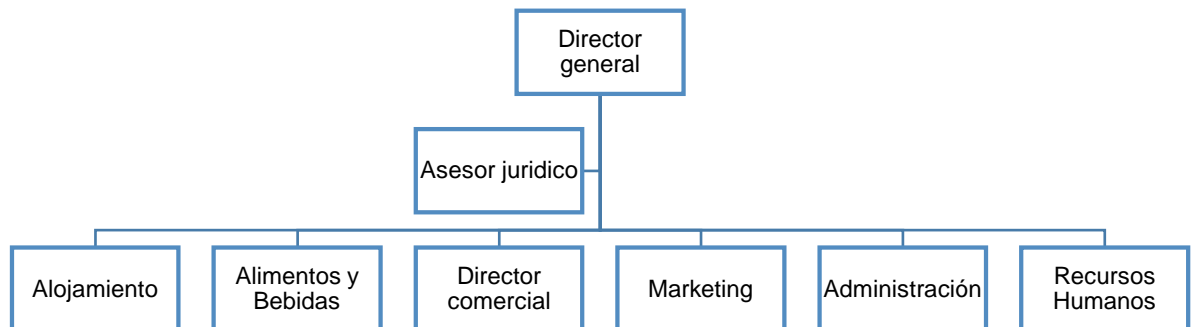 Director
general
Asesor juridico
Alojamiento
Alimentos y
Bebidas
Director
comercial
Marketing
Administración
Recursos
Humanos